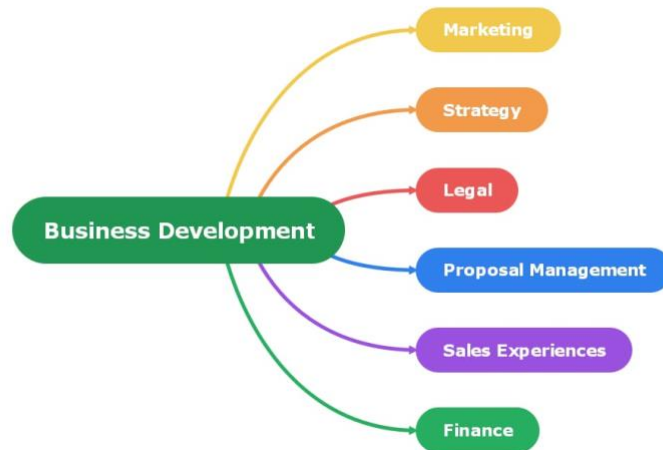 Marketing
Strategy
Legal
Business Development
Proposal Management
Sales Experiences
Finance